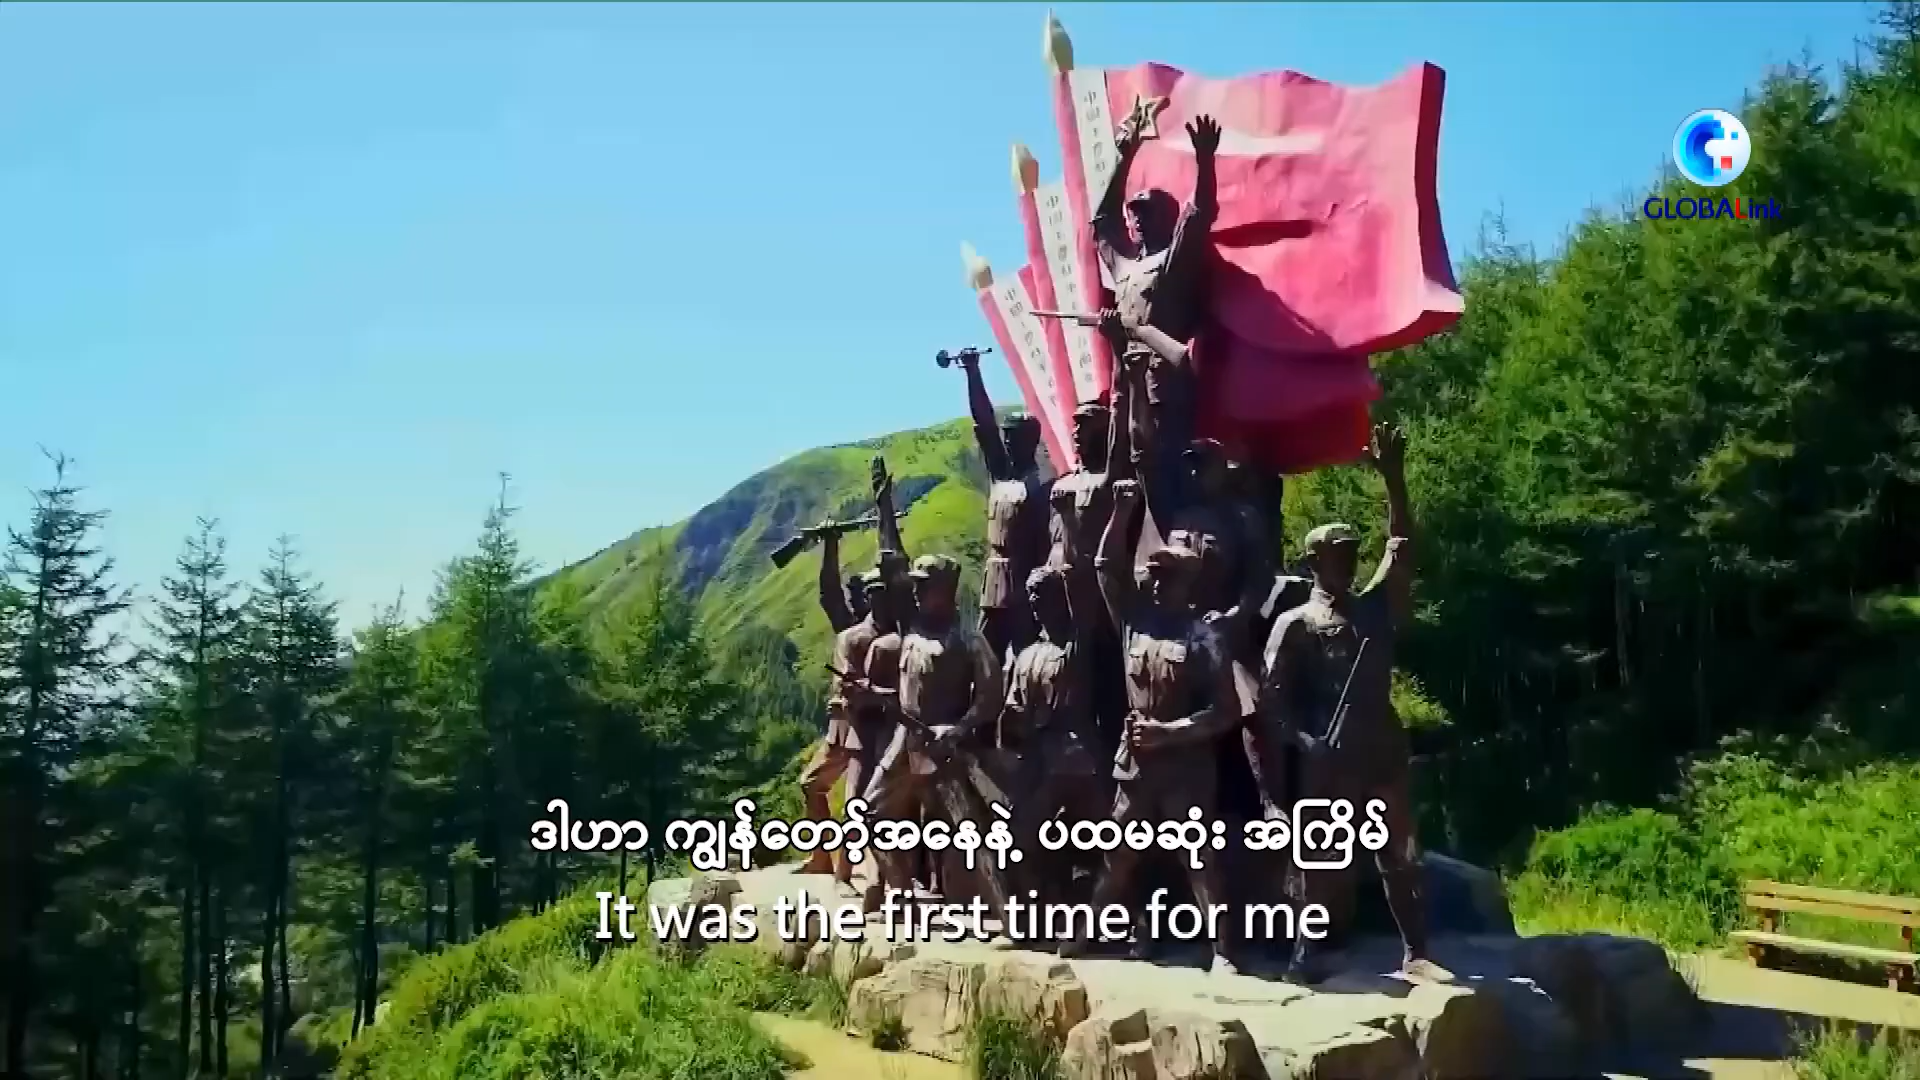 GLOBALink
ဒါဟာ ကျွန်တော့်အနေနဲ့ ပထမဆုံး အကြိမ်
It was the first time for me